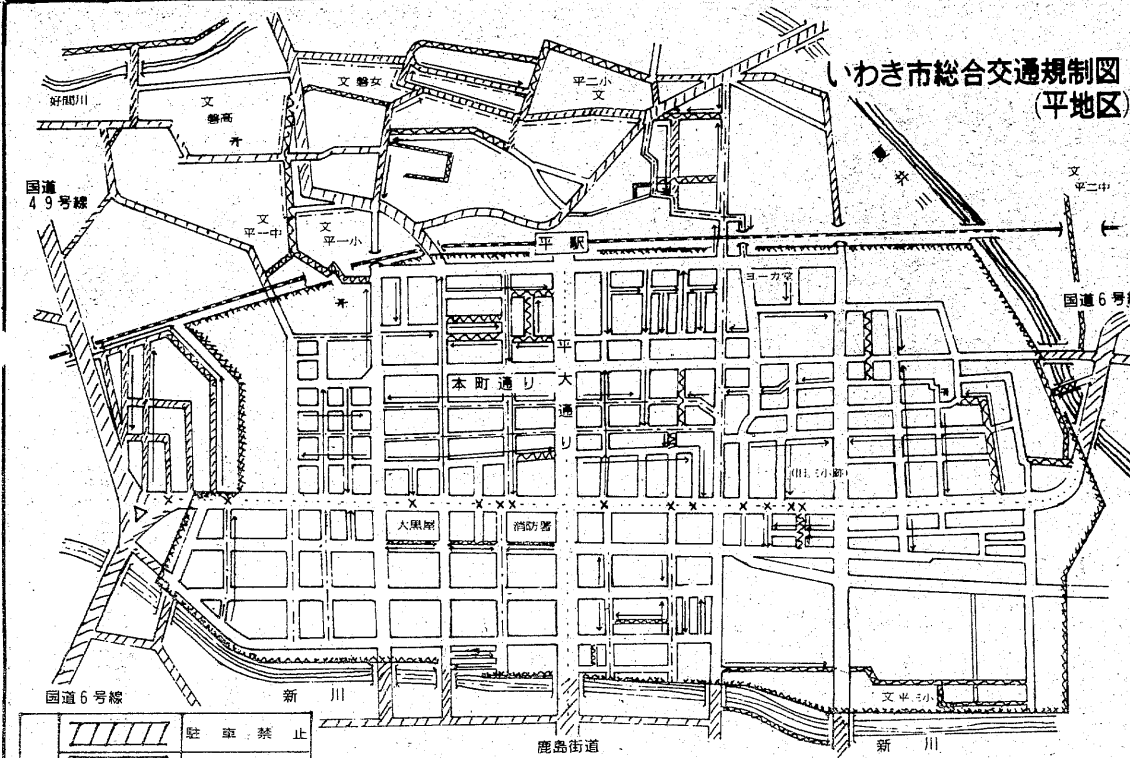 いわき市総合交通規制図
(平地区)
好間川
文
磐高
文 磐女
平二小
文
国道
49号線
文
平一中
文
平一小
平駅
文
平二中
国道6号線
本町通り
平大通り
大黒屋
消防署
国道6号線
新川
文平三小
鹿島街道
新川
駐車禁止